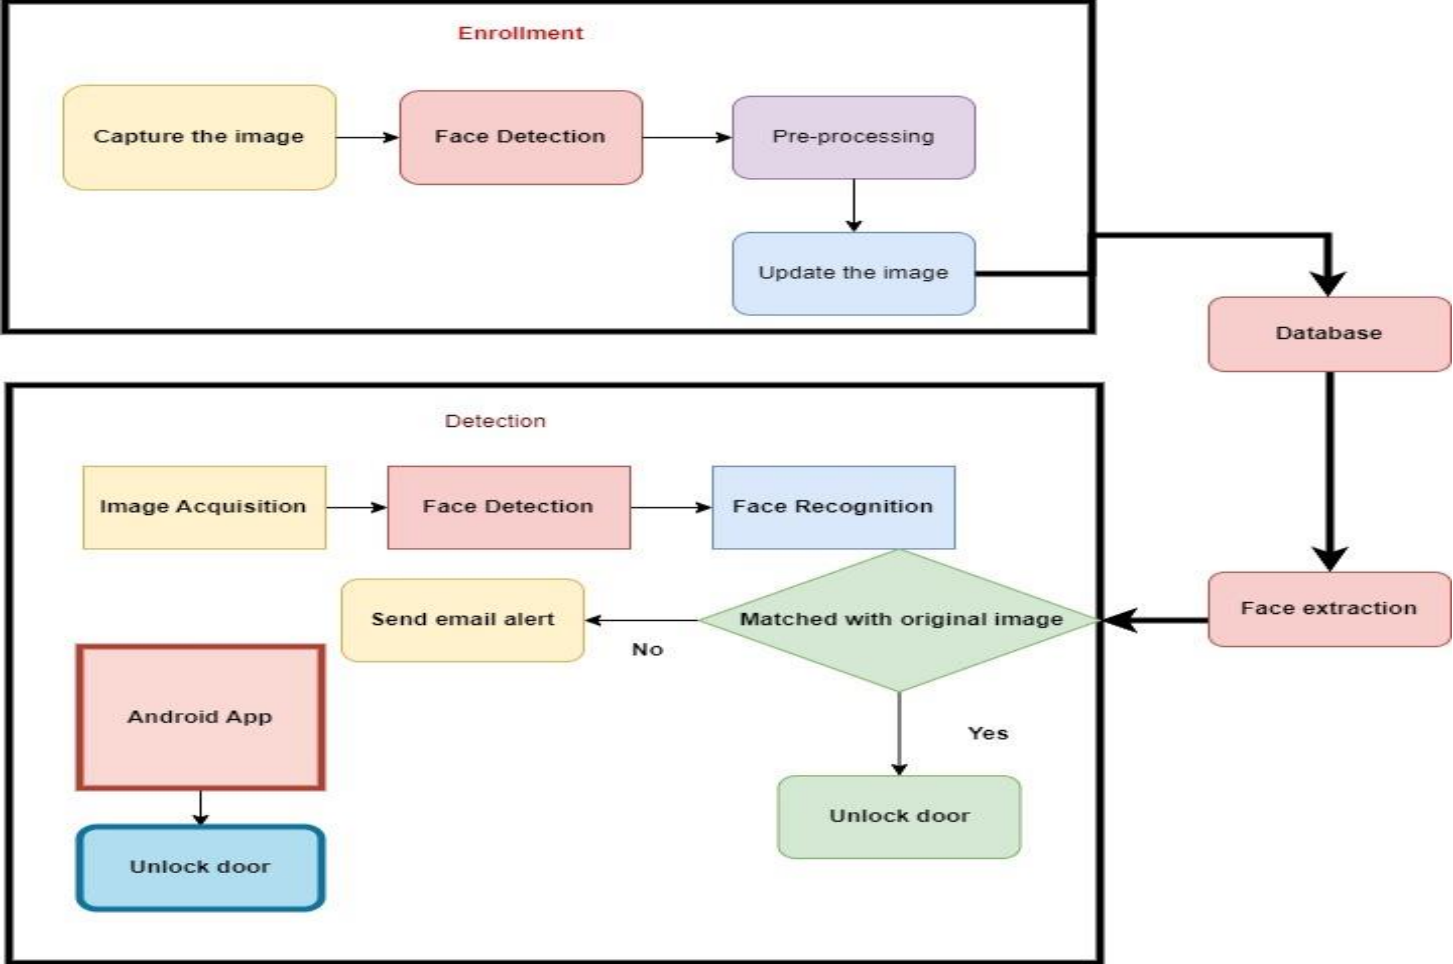 Enrollment
Capture the image
Face Detection
Pre-processing
Update the image
Database
Detection
Image Acquisition
Face Detection
Face Recognition
Send email alert
No
Matched with original image
Face extraction
Android App
Yes
Unlock door
Unlock door